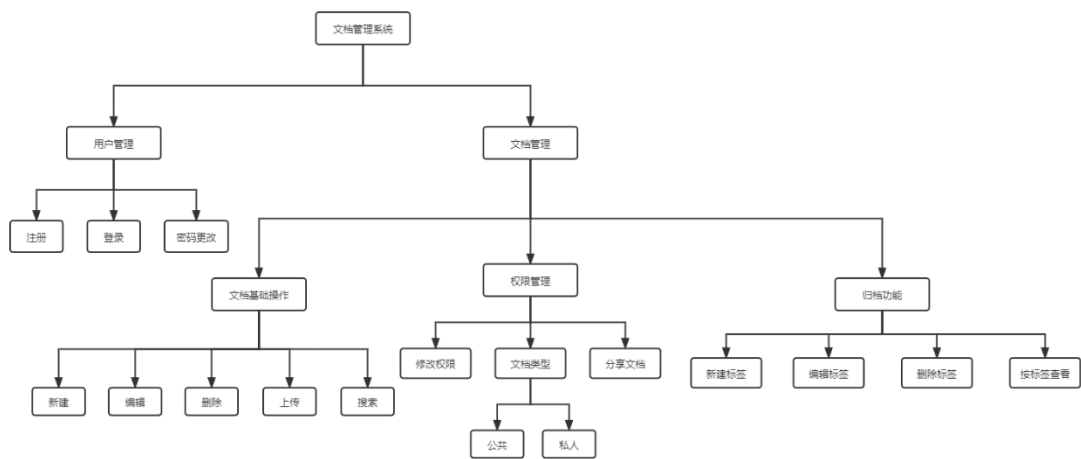 文档管理系统
用户管理
文档管理
注册
登录
密码更改
文档基础操作
权限管理
归档功能
修改权限
文档类型
分享文档
新建标签
编辑标签
删除标签
按标签查看
新建
编辑
删除
上传
搜素
公共
私人